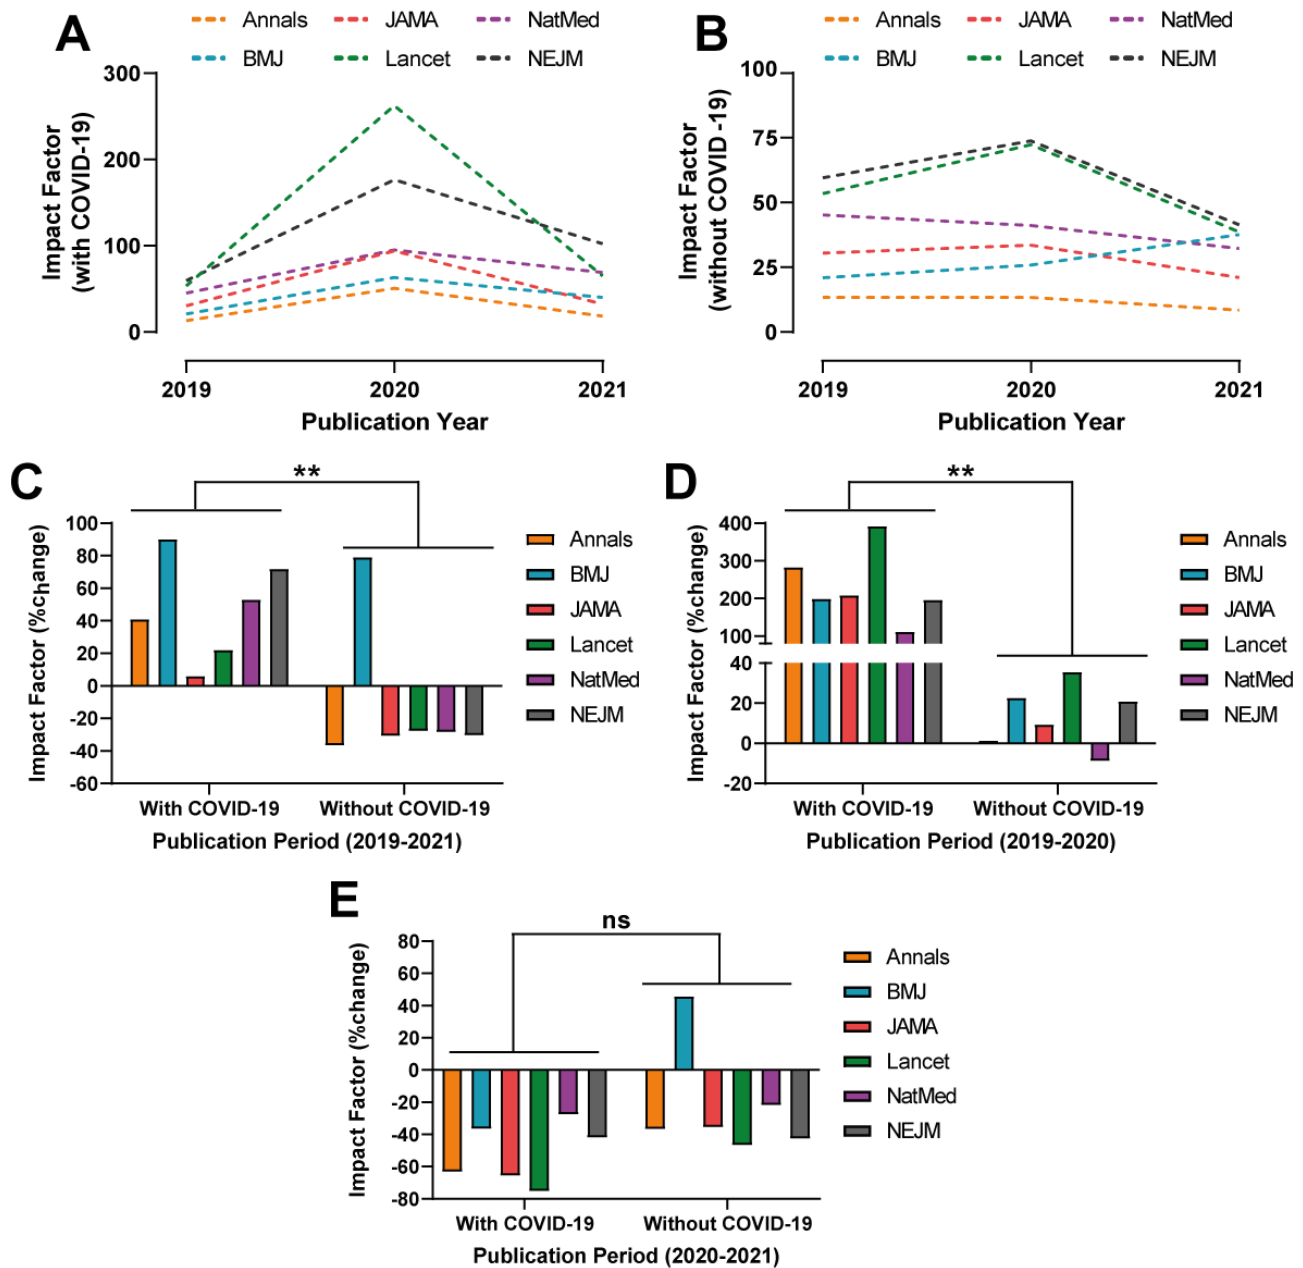 A
Annals JAMA NatMed
BMJ Lancet NEJM
Impact Factor
(with COVID-19)
300
200
100
0
2019 2020 2021
Publication Year
B
Annals JAMA NatMed
BMJ Lancet NEJM
Impact Factor
(without COVID-19)
100
75
50
25
0
2019 2020 2021
Publication Year
C
**
Impact Factor (%change)
100
80
60
40
20
0
-20
-40
-60
With COVID-19 Without COVID-19
Publication Period (2019-2021)
Annals
BMJ
JAMA
Lancet
NatMed
NEJM
D
**
Impact Factor (%change)
400
300
200
100
40
20
0
-20
With COVID-19 Without COVID-19
Publication Period (2019-2020)
Annals
BMJ
JAMA
Lancet
NatMed
NEJM
E
ns
Impact Factor (%change)
80
60
40
20
0
-20
-40
-60
-80
With COVID-19 Without COVID-19
Publication Period (2020-2021)
Annals
BMJ
JAMA
Lancet
NatMed
NEJM